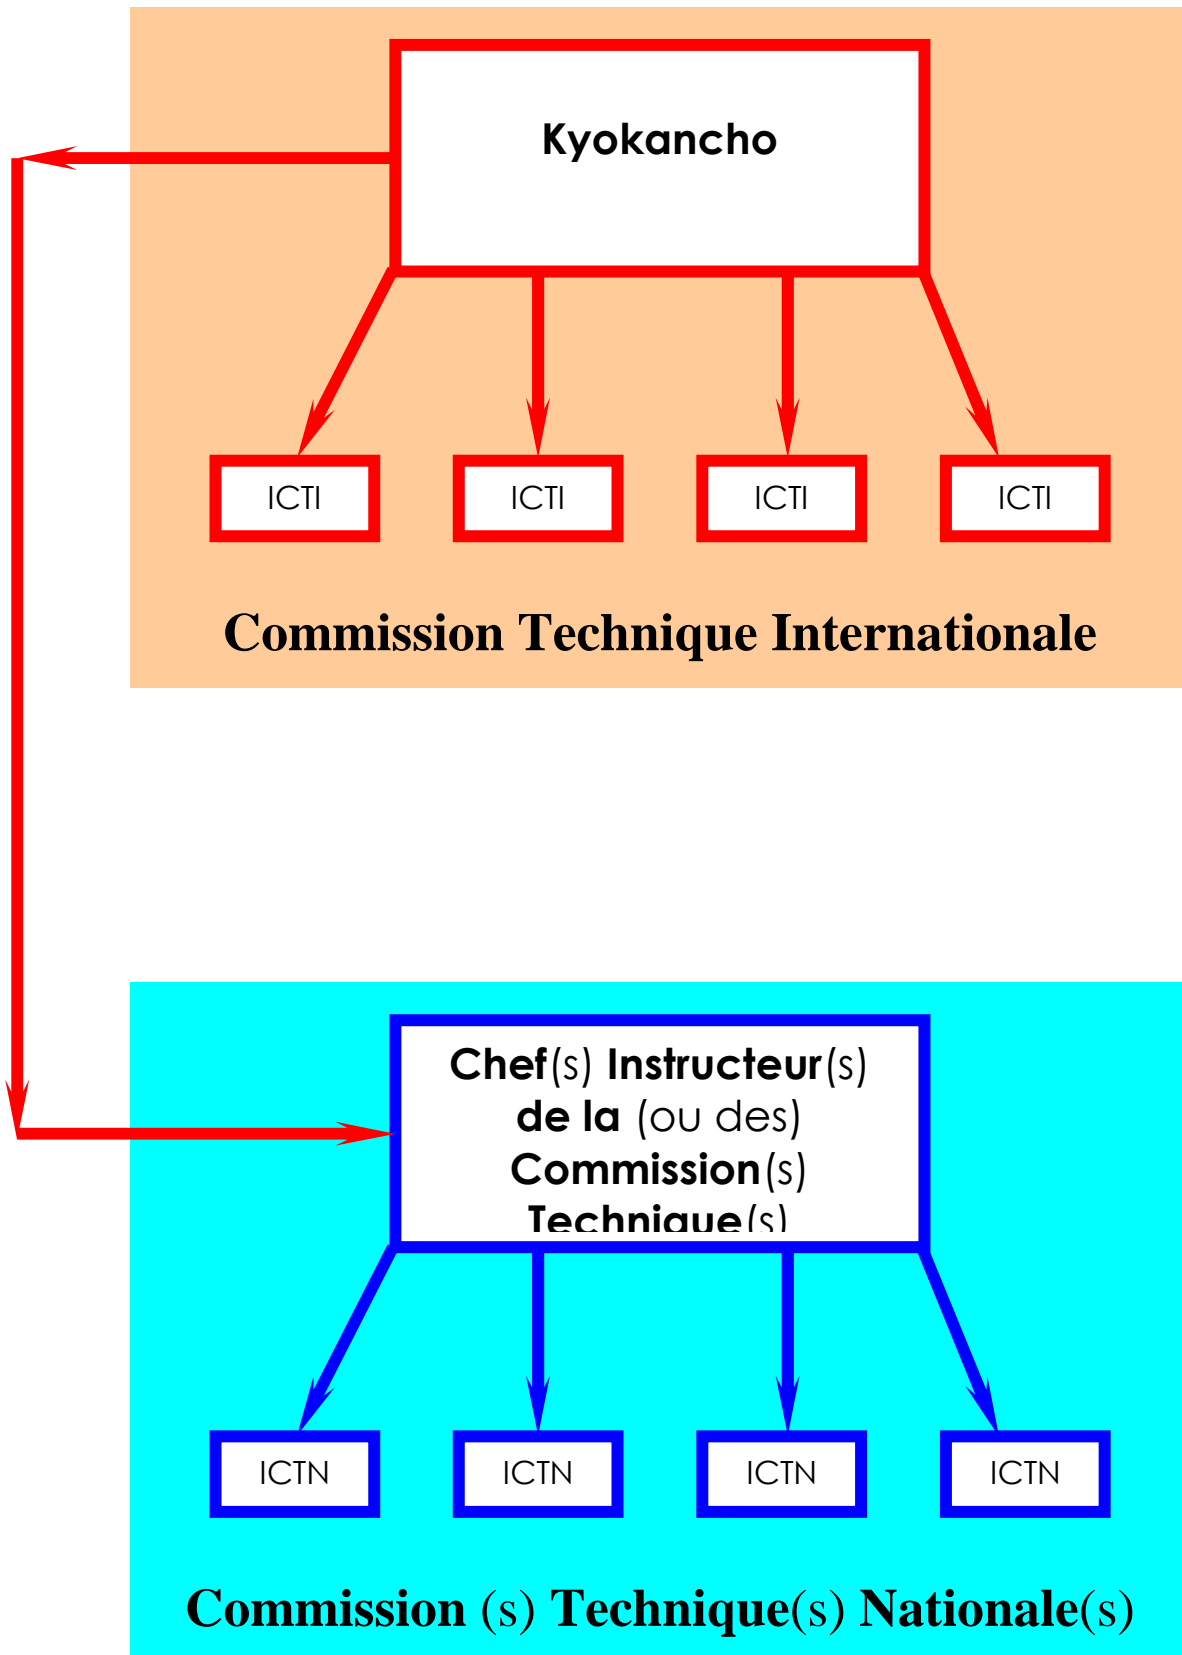 Kyokancho
ICTI ICTI ICTI ICTI
Commission Technique Internationale
Chef(s) Instructeur(s)
de la (ou des)
Commission(s)
Technique(s)
ICTN ICTN ICTN ICTN
Commission (s) Technique(s) Nationale(s)